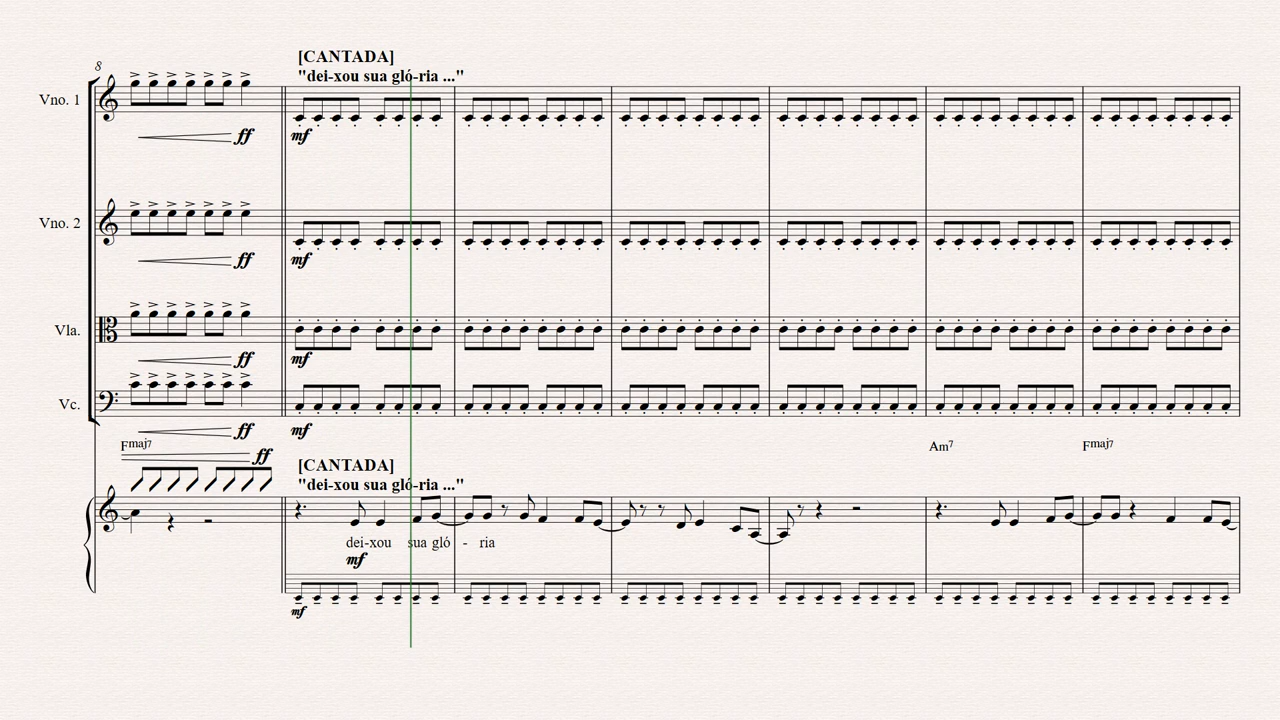 8
[CANTADA]
"dei-xou sua gló-ria ..."
Vno. 1
ff
mf
Vno. 2
ff
mf
Vla.
ff
mf
Vc.
ff
mf
Fmaj7
Am7
Fmaj7
ff
[CANTADA]
"dei-xou sua gló-ria ..."
dei-xou sua gló - ria
mf
mf